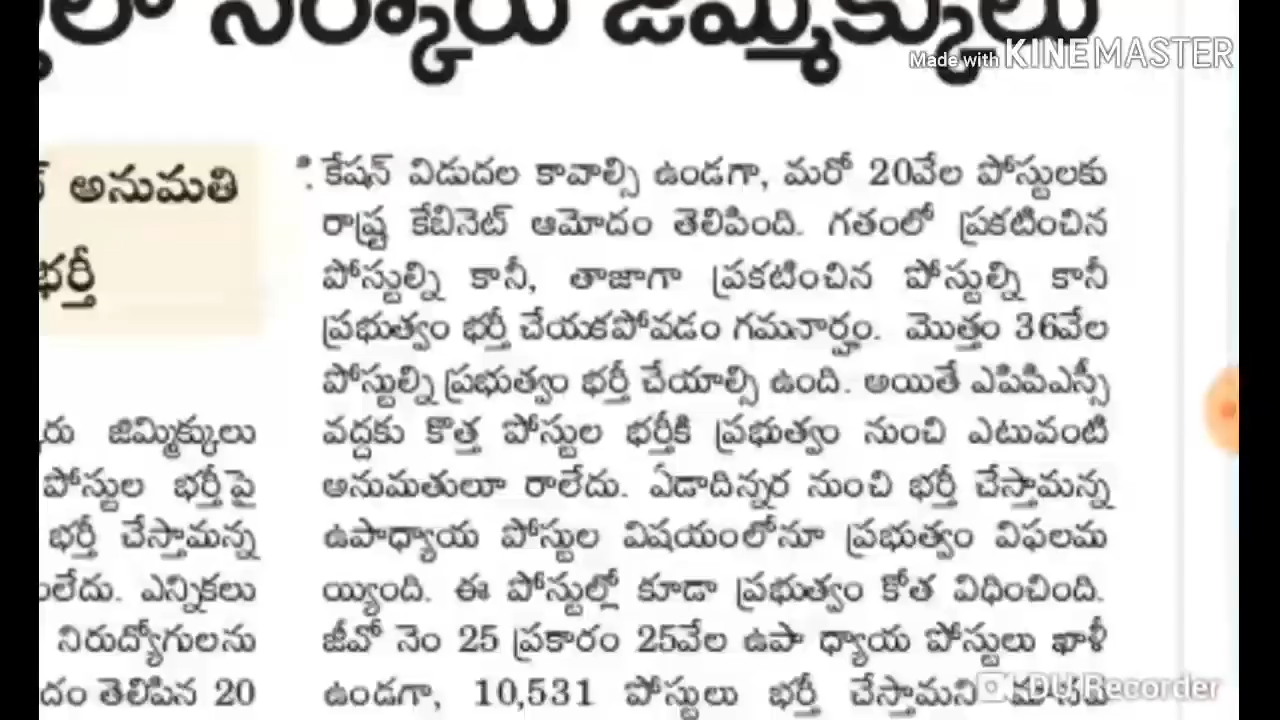 సర్కారు జిమ్మిక్కులు
Made with KINEMASTER
అనుమతి
భర్తీ
జిమ్మిక్కులు
పోస్టుల భర్తీపై
భర్తీ చేస్తామన్న
ఎన్నికలు
నిరుద్యోగులను
తెలిపిన 20
కేషన్ విడుదల కావాల్సి ఉండగా, మరో 20వేల పోస్టులకు
రాష్ట్ర కేబినెట్ ఆమోదం తెలిపింది. గతంలో ప్రకటించిన
పోస్టుల్ని కానీ, తాజాగా ప్రకటించిన పోస్టుల్ని కానీ
ప్రభుత్వం భర్తీ చేయకపోవడం గమనార్హం. మొత్తం 36వేల
పోస్టుల్ని ప్రభుత్వం భర్తీ చేయాల్సి ఉంది. అయితే ఎపిపిఎస్సీ
వద్దకు కొత్త పోస్టుల భర్తీకి ప్రభుత్వం నుంచి ఎటువంటి
అనుమతులూ రాలేదు. ఏడాదిన్నర నుంచి భర్తీ చేస్తామన్న
ఉపాధ్యాయ పోస్టుల విషయంలోనూ ప్రభుత్వం విఫలమ
య్యింది. ఈ పోస్టుల్లో కూడా ప్రభుత్వం కోత విధించింది.
జీవో నెం 25 ప్రకారం 25వేల ఉపా ధ్యాయ పోస్టులు ఖాళీ
ఉండగా, 10,531 పోస్టులు భర్తీ చేస్తామని
DU Recorder